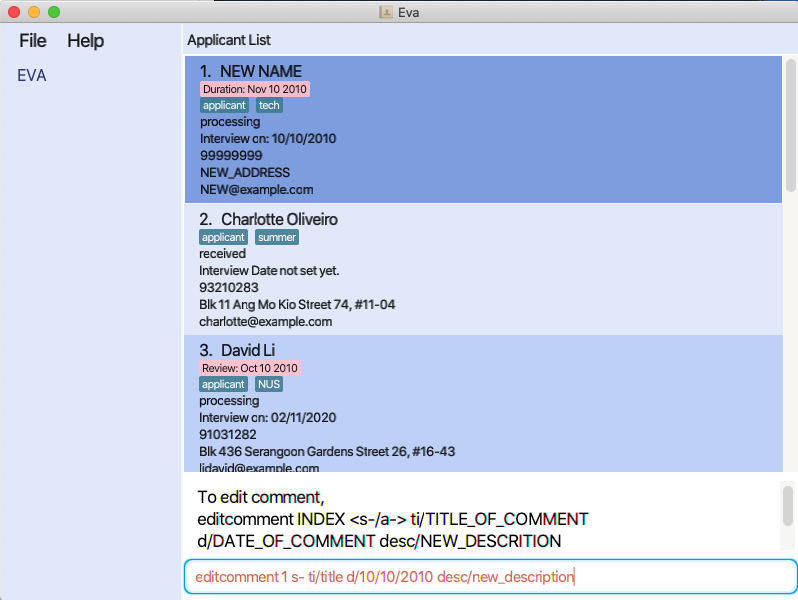 Eva
File Help
EVA
Applicant List
1. NEW NAME
Duration: Nov 10 2010
applicant tech
processing
Interview on: 10/10/2010
99999999
NEW_ADDRESS
NEW@example.com
2. Charlotte Oliveiro
applicant summer
received
Interview Date not set yet.
93210283
Blk 11 Ang Mo Kio Street 74, #11-04
charlotte@example.com
3. David Li
Review: Oct 10 2010
applicant NUS
processing
Interview on: 02/11/2020
91031282
Blk 436 Serangoon Gardens Street 26, #16-43
lidavid@example.com
To edit comment,
editcomment INDEX <s-/a-> ti/TITLE_OF_COMMENT
d/DATE_OF_COMMENT desc/NEW_DESCRITION
editcomment 1 s- ti/title d/10/10/2010 desc/new_description